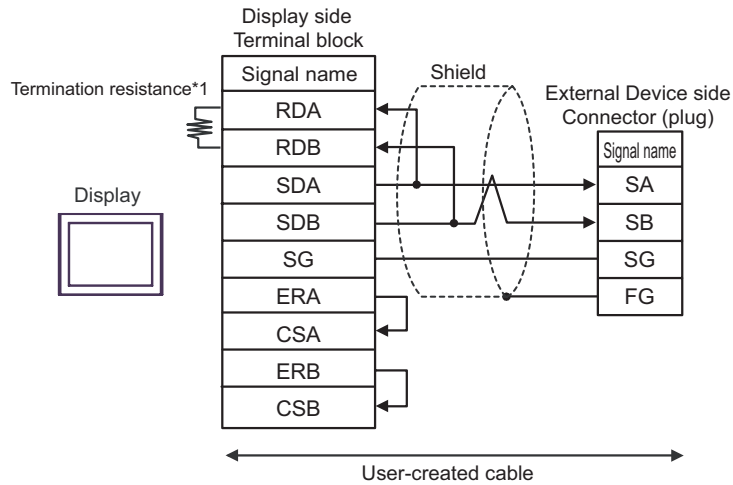 Display side
Terminal block
Termination resistance*1
Signal name
RDA
RDB
SDA
SDB
SG
ERA
CSA
ERB
CSB
Display
Shield
External Device side
Connector (plug)
Signal name
SA
SB
SG
FG
User-created cable